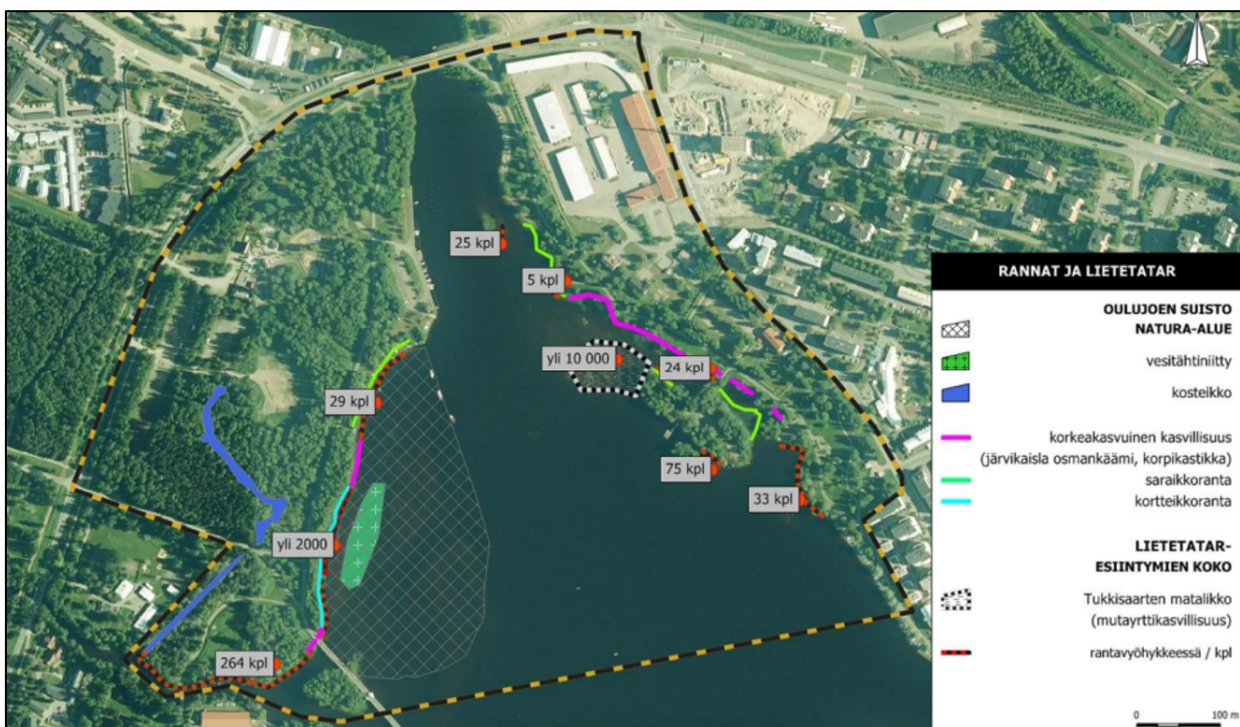 25 kpl
5 kpl
yli 10 000
24 kpl
29 kpl
75 kpl
33 kpl
yli 2000
264 kpl
RANNAT JA LIETETATAR
OULUJOEN SUISTO
NATURA-ALUE
vesitähtiniitty
kosteikko
korkeakasvuinen kasvillisuus
(järvikaisla osmankäämi, korpikastikka)
saraikkoranta
kortteikkoranta
LIETETATAR-
ESIINTYMIEN KOKO
Tukkisaarten matalikko
(mutayrttikasvillisuus)
rantavyöhykkeessä / kpl
0 100 m